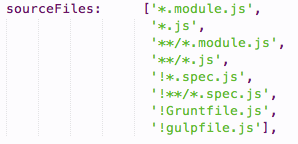 sourceFiles: ['*.module.js',
'*.js',
'**/*.module.js',
'**/*.js',
'!*.spec.js',
'!**/*.spec.js',
'!Gruntfile.js',
'!gulpfile.js'],